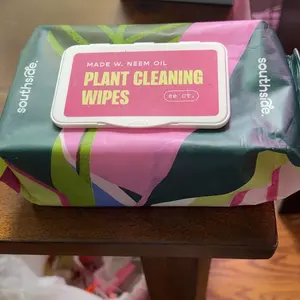 MADE W. NEEM OIL
PLANT CLEANING
WIPES
southside.
southside.